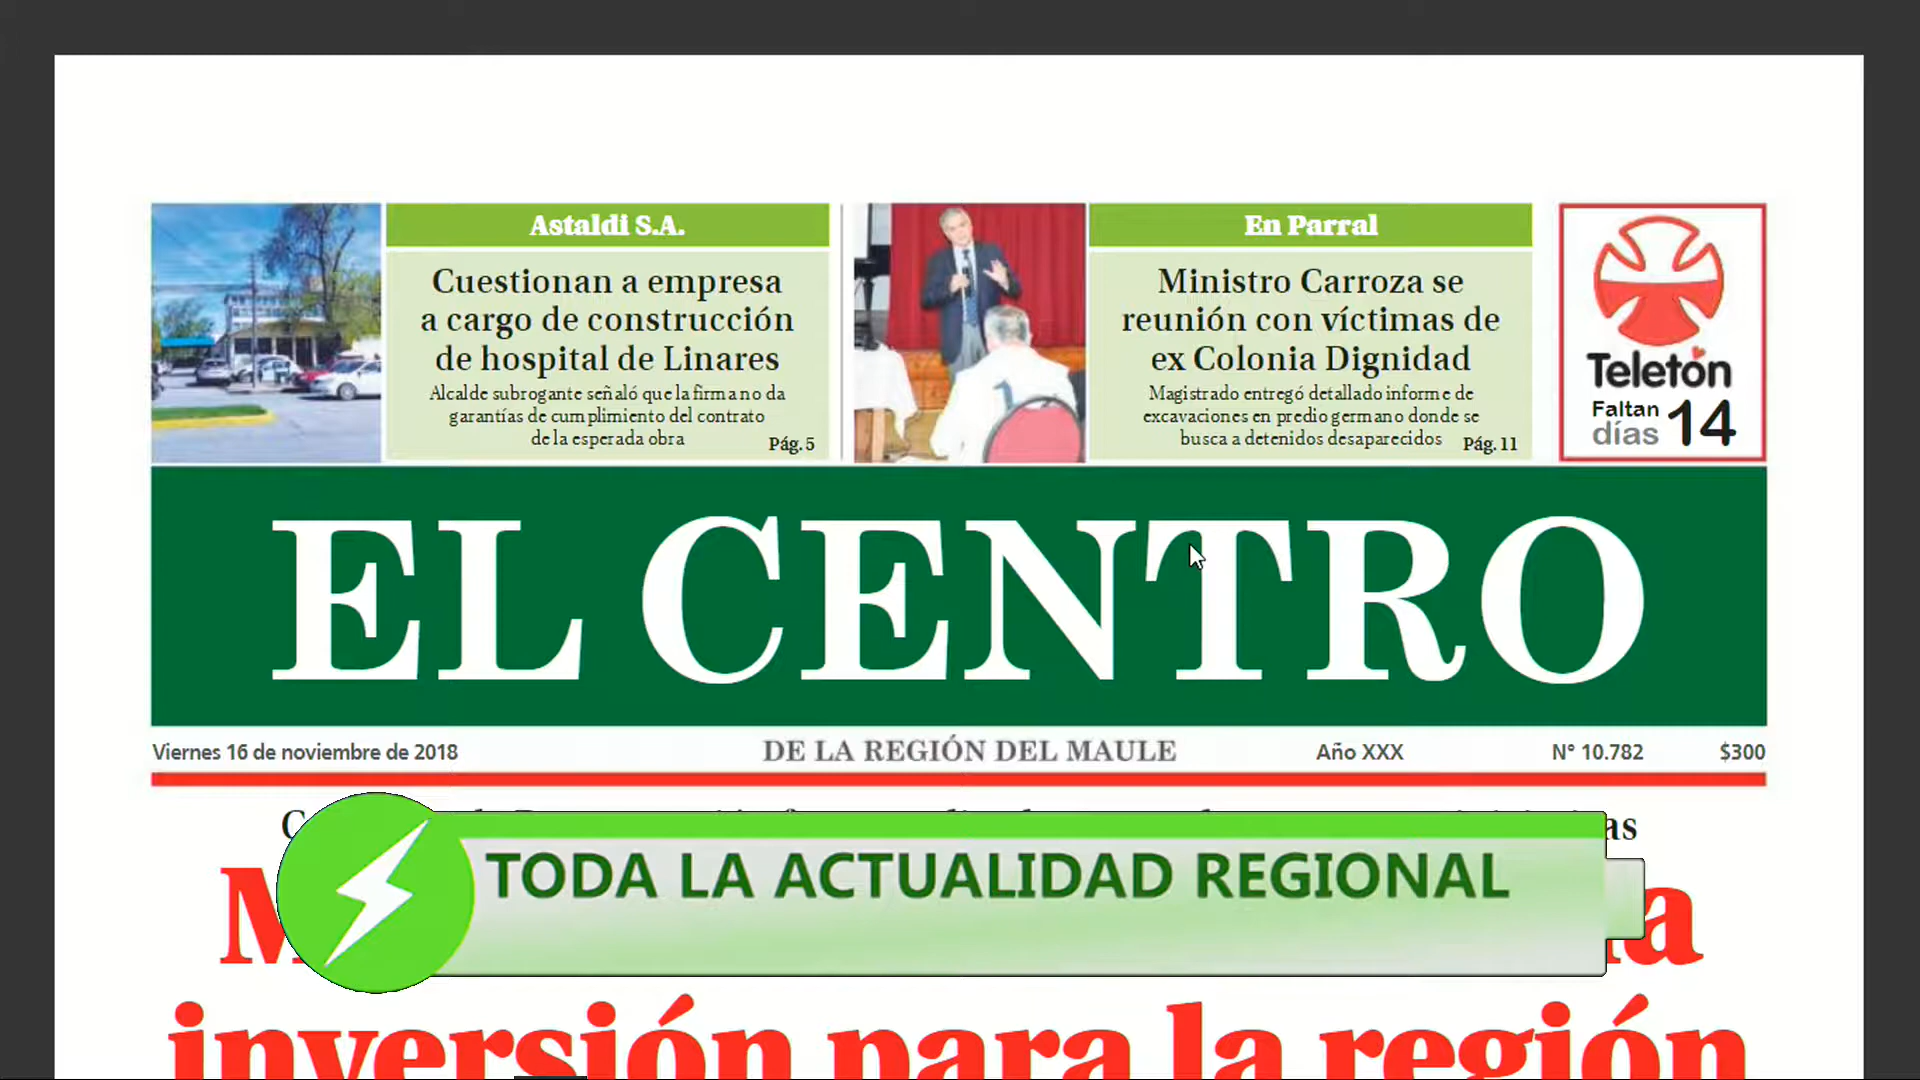 Astaldi S.A.
Cuestionan a empresa
a cargo de construcción
de hospital de Linares
Alcalde subrogante señaló que la firma no da
garantías de cumplimiento del contrato
de la esperada obra
Pág. 5
En Parral
Ministro Carroza se
reunión con víctimas de
ex Colonia Dignidad
Magistrado entregó detallado informe de
excavaciones en predio germano donde se
busca a detenidos desaparecidos
Pág. 11
Teletón
Faltan
días 14
EL CENTRO
Viernes 16 de noviembre de 2018
DE LA REGIÓN DEL MAULE
Año XXX
N° 10.782
$300
TODA LA ACTUALIDAD REGIONAL
inversión para la región